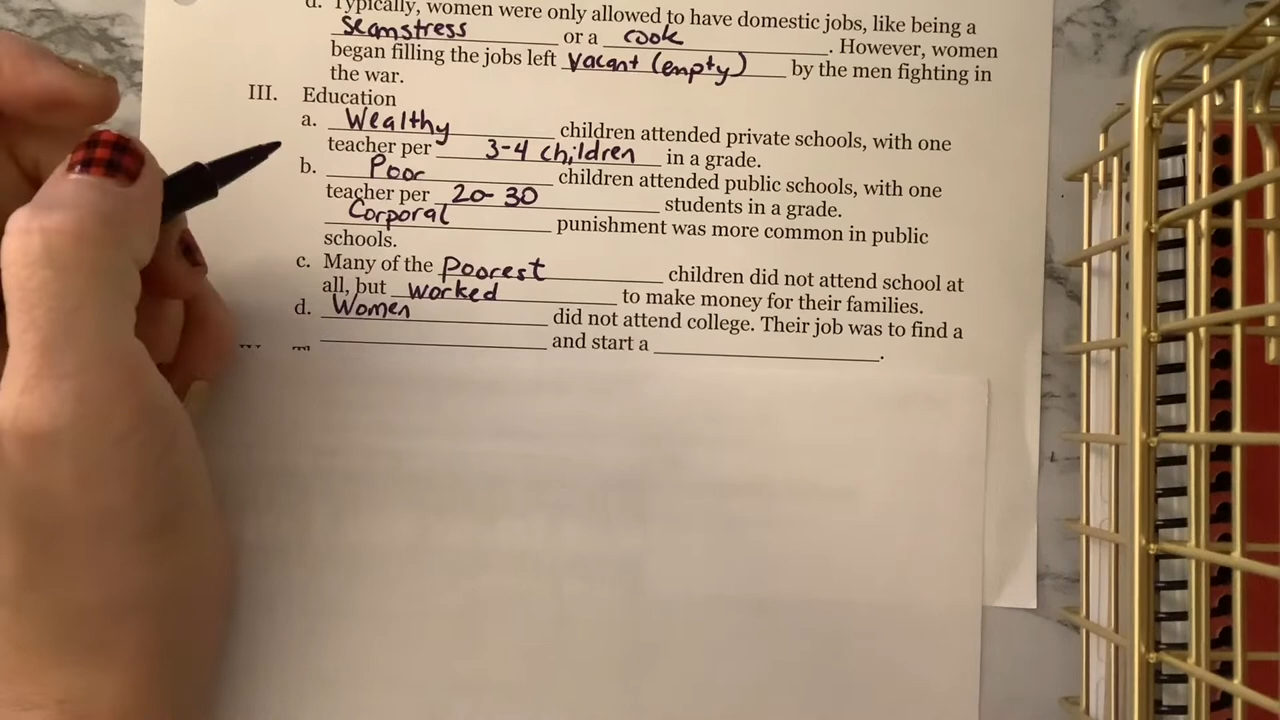 d. Typically, women were only allowed to have domestic jobs, like being a
Seamstress or a cook. However, women
began filling the jobs left vacant (empty) by the men fighting in
the war.
III. Education
a. Wealthy children attended private schools, with one
teacher per 3-4 children in a grade.
b. Poor children attended public schools, with one
teacher per 20-30 students in a grade.
Corporal punishment was more common in public
schools.
c. Many of the Poorest children did not attend school at
all, but worked to make money for their families.
d. Women did not attend college. Their job was to find a
____ and start a ____.